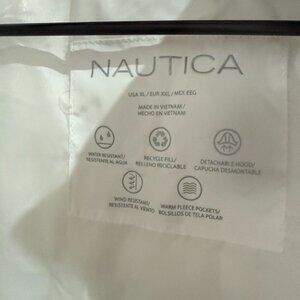 NAUTICA
USA XL / EUR XXL / MEX EEG
MADE IN VIETNAM/
HECHO EN VIETNAM
WATER RESISTANT/
RESISTENTE AL AGUA
RECYCLE FILL/
RELLENO RECICLABLE
DETACHABLE HOOD/
CAPUCHA DESMONTABLE
WIND RESISTANT/
RESISTENTE AL VIENTO
WARM FLEECE POCKETS/
BOLSILLOS DE TELA POLAR